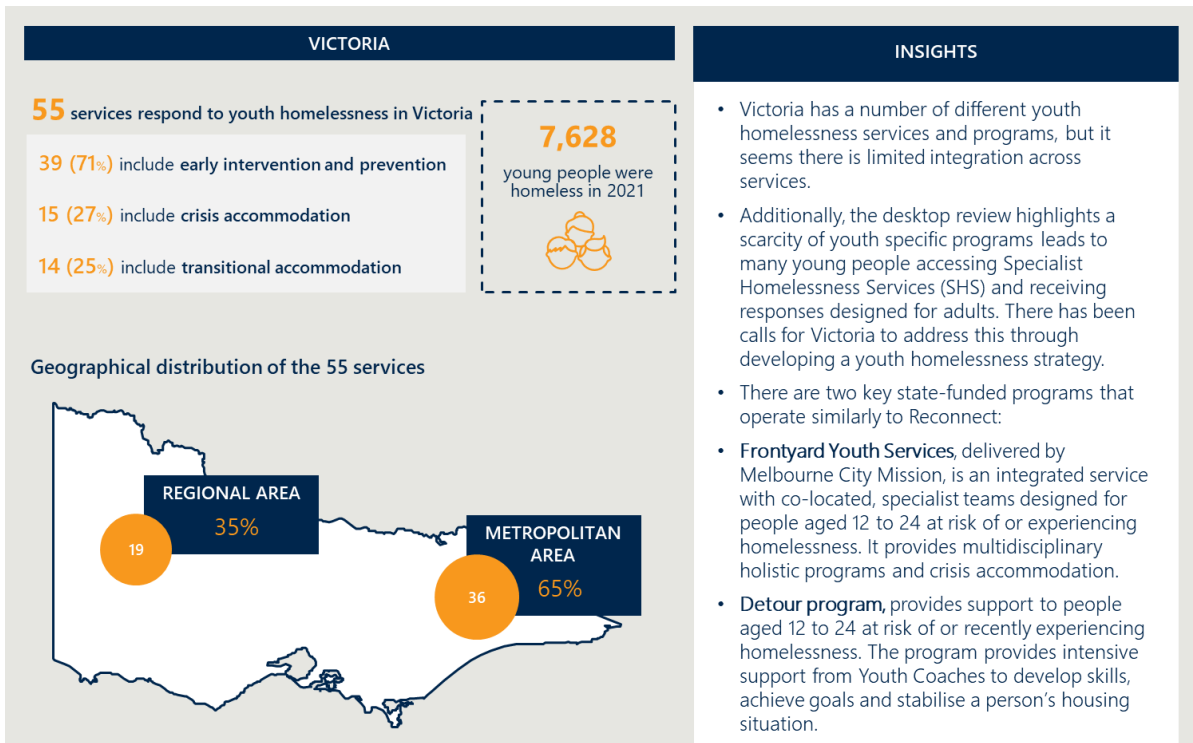 VICTORIA
55 services respond to youth homelessness in Victoria
39 (71%) include early intervention and prevention
15 (27%) include crisis accommodation
14 (25%) include transitional accommodation
7,628
young people were
homeless in 2021
Geographical distribution of the 55 services
REGIONAL AREA
35%
19
METROPOLITAN
AREA
65%
36
INSIGHTS
• Victoria has a number of different youth
homelessness services and programs, but it
seems there is limited integration across
services.
• Additionally, the desktop review highlights a
scarcity of youth specific programs leads to
many young people accessing Specialist
Homelessness Services (SHS) and receiving
responses designed for adults. There has been
calls for Victoria to address this through
developing a youth homelessness strategy.
• There are two key state-funded programs that
operate similarly to Reconnect:
• Frontyard Youth Services, delivered by
Melbourne City Mission, is an integrated service
with co-located, specialist teams designed for
people aged 12 to 24 at risk of or experiencing
homelessness. It provides multidisciplinary
holistic programs and crisis accommodation.
• Detour program, provides support to people
aged 12 to 24 at risk of or recently experiencing
homelessness. The program provides intensive
support from Youth Coaches to develop skills,
achieve goals and stabilise a person's housing
situation.